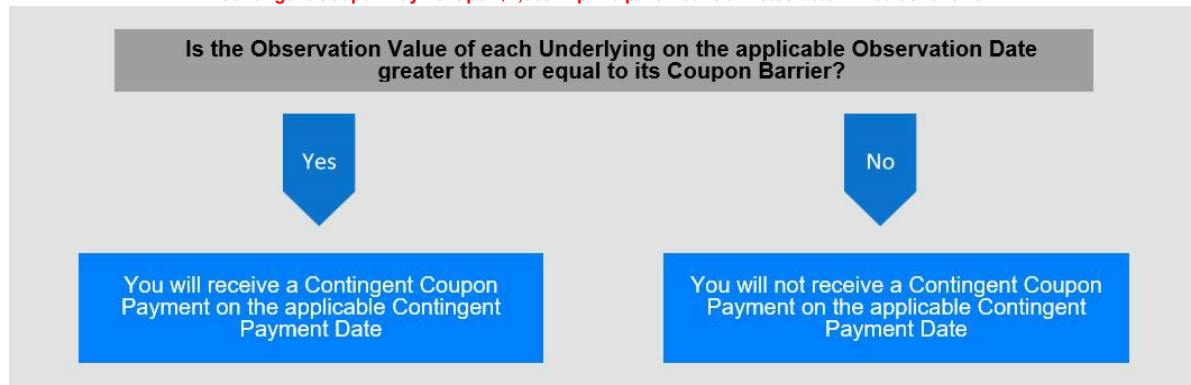 Is the Observation Value of each Underlying on the applicable Observation Date
greater than or equal to its Coupon Barrier?
Yes
No
You will receive a Contingent Coupon
Payment on the applicable Contingent
Payment Date
You will not receive a Contingent Coupon
Payment on the applicable Contingent
Payment Date